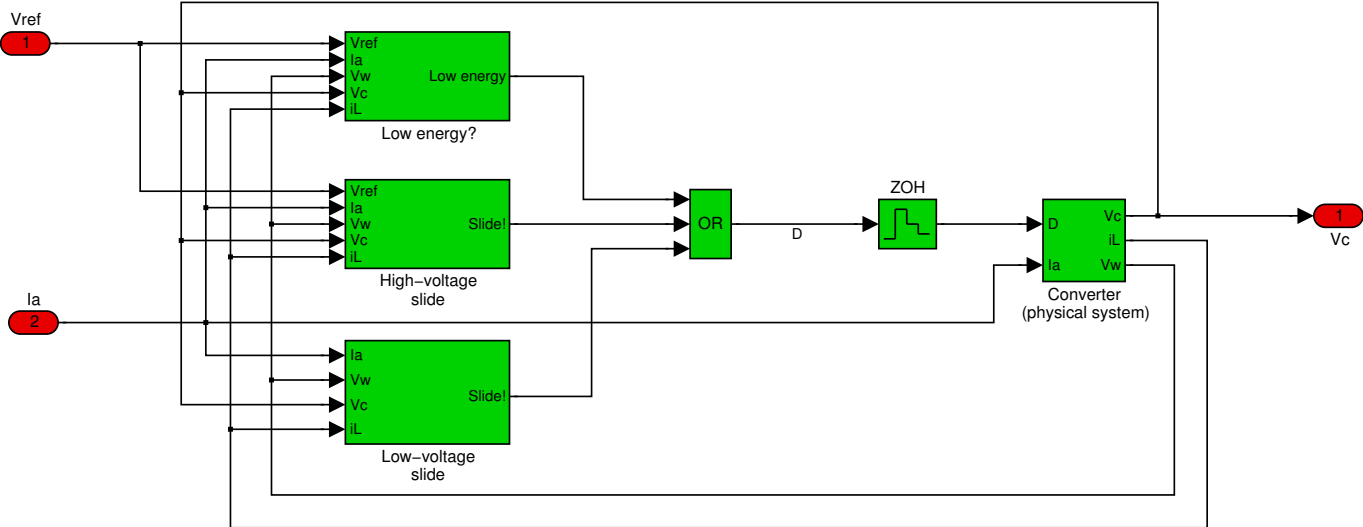 Vref
1
Vref
Ia
Vw
Vc
iL
Low energy
Low energy?
Vref
Ia
Vw
Vc
iL
Slide!
High−voltage
slide
Ia
2
Ia
Vw
Vc
iL
Slide!
Low−voltage
slide
OR
D
ZOH
D
Ia
Vc
iL
Vw
Converter
(physical system)
1
Vc